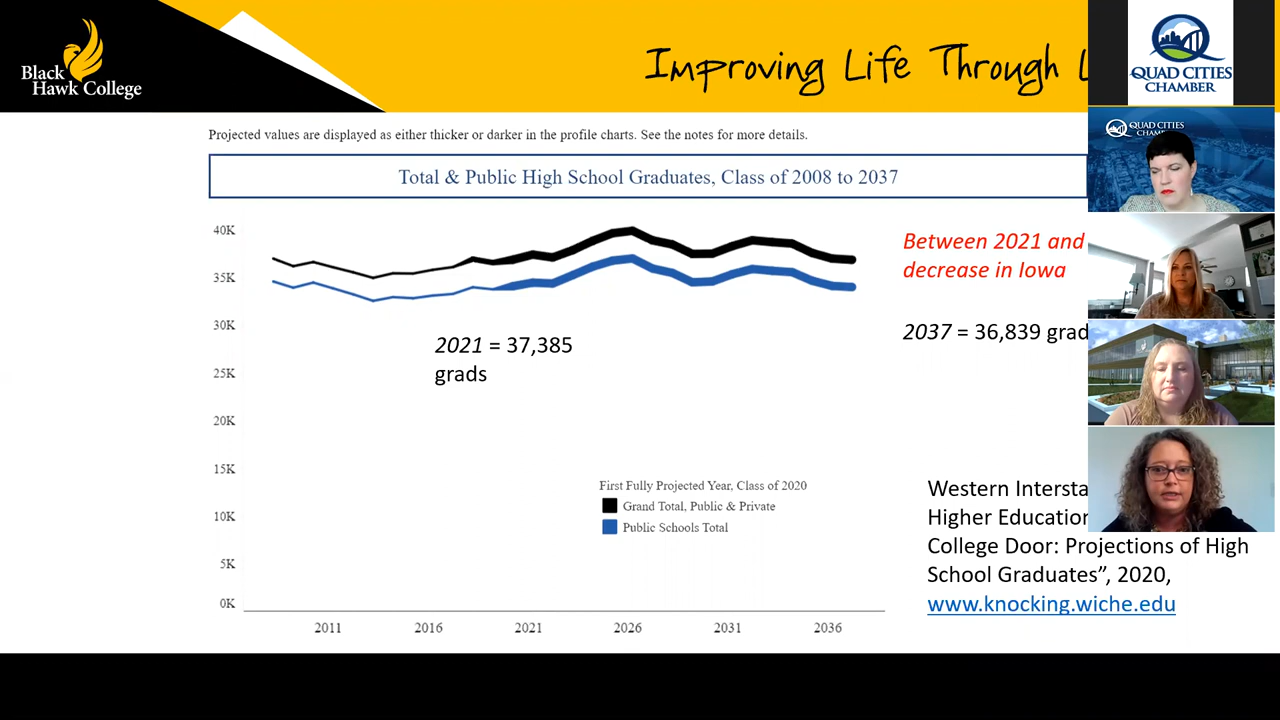 Black
Hawk College
Improving Life Through L
QUAD CITIES
CHAMBER
QUAD CITIES
CHAM
Projected values are displayed as either thicker or darker in the profile charts. See the notes for more details.
Total & Public High School Graduates, Class of 2008 to 2037
40K
35K
30K
25K
20K
15K
10K
5K
0K
2011
2016
2021
2026
2031
2036
2021 = 37,385
grads
Between 2021 and
decrease in Iowa
2037 = 36,839 grad
First Fully Projected Year, Class of 2020
Grand Total, Public & Private
Public Schools Total
Western Intersta
Higher Education
College Door: Projections of High
School Graduates”, 2020,
www.knocking.wiche.edu